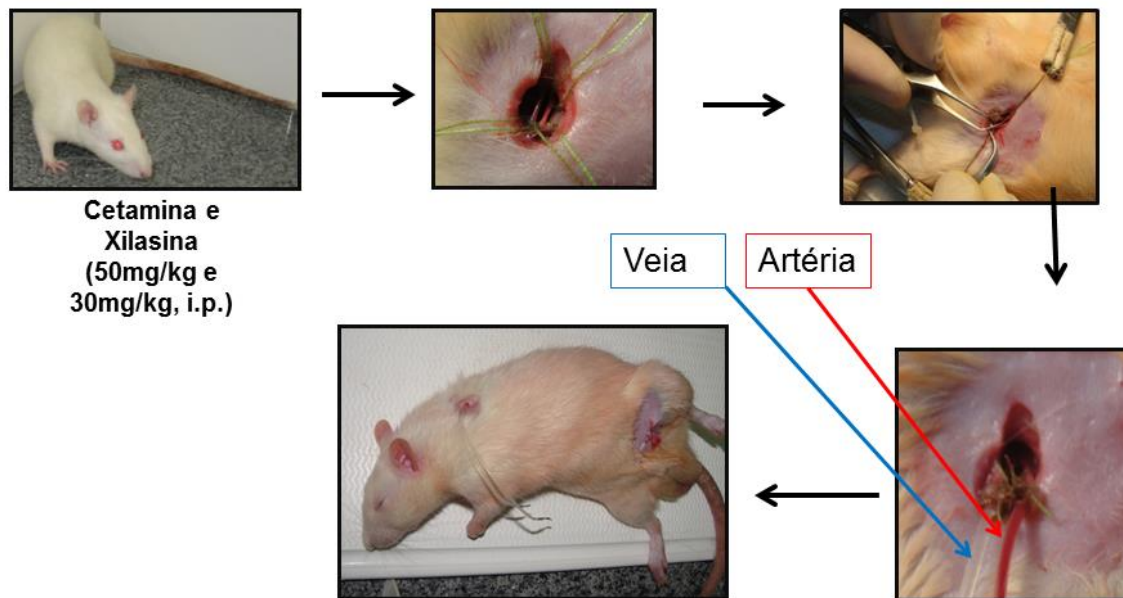 Cetamina e
Xilasina
(50mg/kg e
30mg/kg, i.p.)
Veia
Artéria